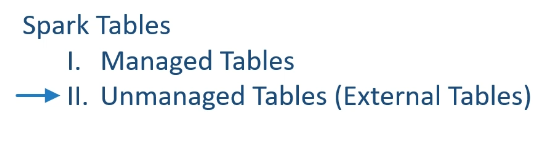 Spark Tables
I. Managed Tables
II. Unmanaged Tables (External Tables)